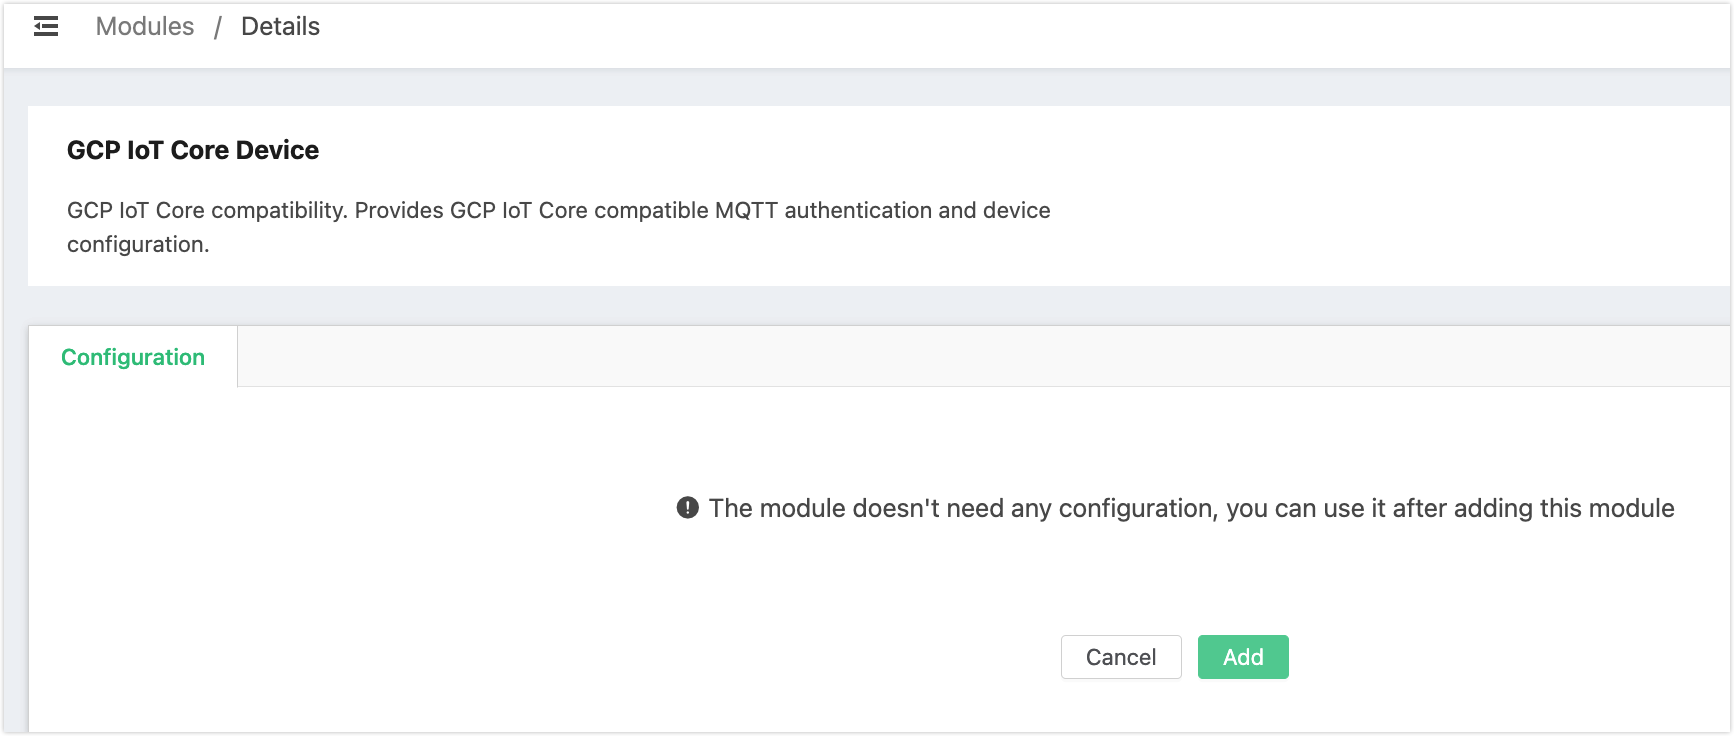 Modules / Details
GCP IoT Core Device
GCP IoT Core compatibility. Provides GCP IoT Core compatible MQTT authentication and device
configuration.
Configuration
The module doesn't need any configuration, you can use it after adding this module
Cancel Add